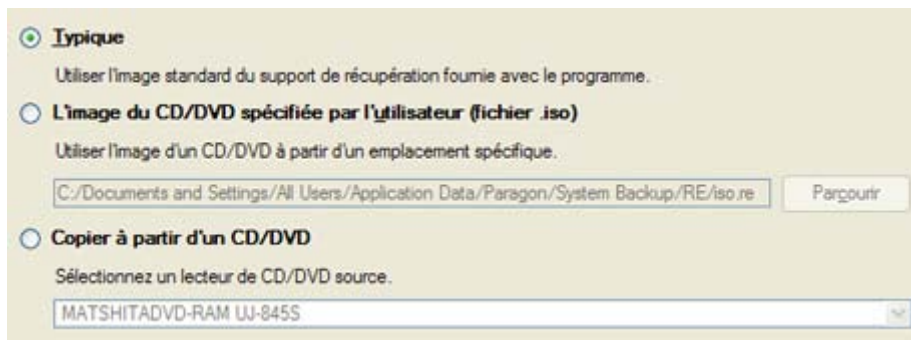 Typique
Utiliser l'image standard du support de récupération fournie avec le programme.
L'image du CD/DVD spécifiée par l'utilisateur (fichier .iso)
Utiliser l'image d'un CD/DVD à partir d'un emplacement spécifique.
C:/Documents and Settings/All Users/Application Data/Paragon/System Backup/RE/iso.re
Parcourir
Copier à partir d'un CD/DVD
Sélectionnez un lecteur de CD/DVD source.
MATSHITADVD-RAM UJ-845S